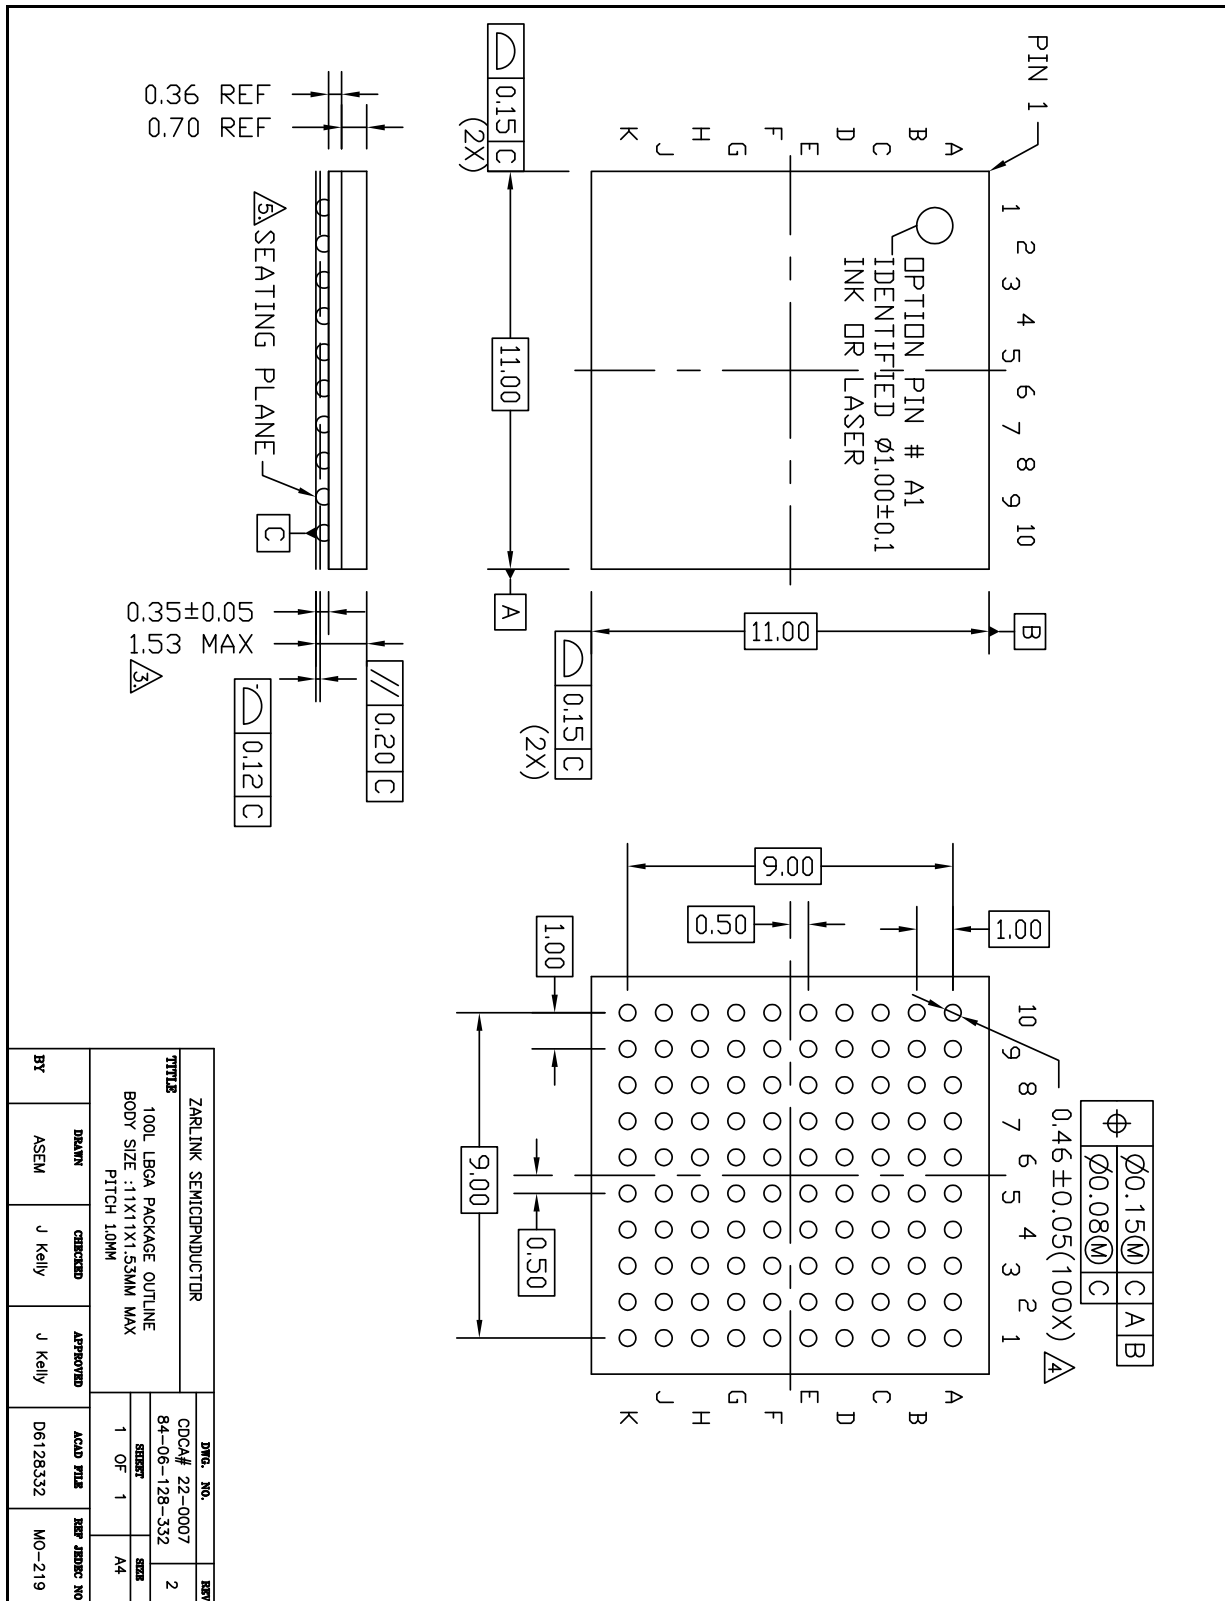 PIN 1
A
B
C
D
E
F
G
H
J
K
1
2
3
4
5
6
7
8
9
10
OPTION PIN # A1
IDENTIFIED Ø1.00±0.1
INK OR LASER
0.15 C
(2X)
11.00
A
11.00
B
0.15 C
(2X)
0.36 REF
0.70 REF
5. SEATING PLANE
C
0.35±0.05
1.53 MAX
3.
// 0.20 C
0.12 C
9.00
0.50
1.00
1.00
9.00
0.50
10
9
8
7
6
5
4
3
2
1
Ø0.15 Ⓜ C A B
Ø0.08 Ⓜ C
0.46±0.05(100X) 4
A
B
C
D
E
F
G
H
J
K
ZARLINK SEMICOPNDUCTOR
TITLE
100L LBGA PACKAGE OUTLINE
BODY SIZE :11X11X1.53MM MAX
PITCH 1.0MM
DWG. NO.
CDCA# 22-0007
84-06-128-332
REV
2
SHEET
1 OF 1
SIZE
A4
BY
DRAWN
ASEM
CHECKED
J Kelly
APPROVED
J Kelly
ACAD FILE
D6128332
REF JEDEC NO
MO-219